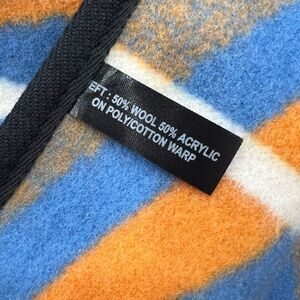 EFT : 50% WOOL 50% ACRYLIC
ON POLY/COTTON WARP